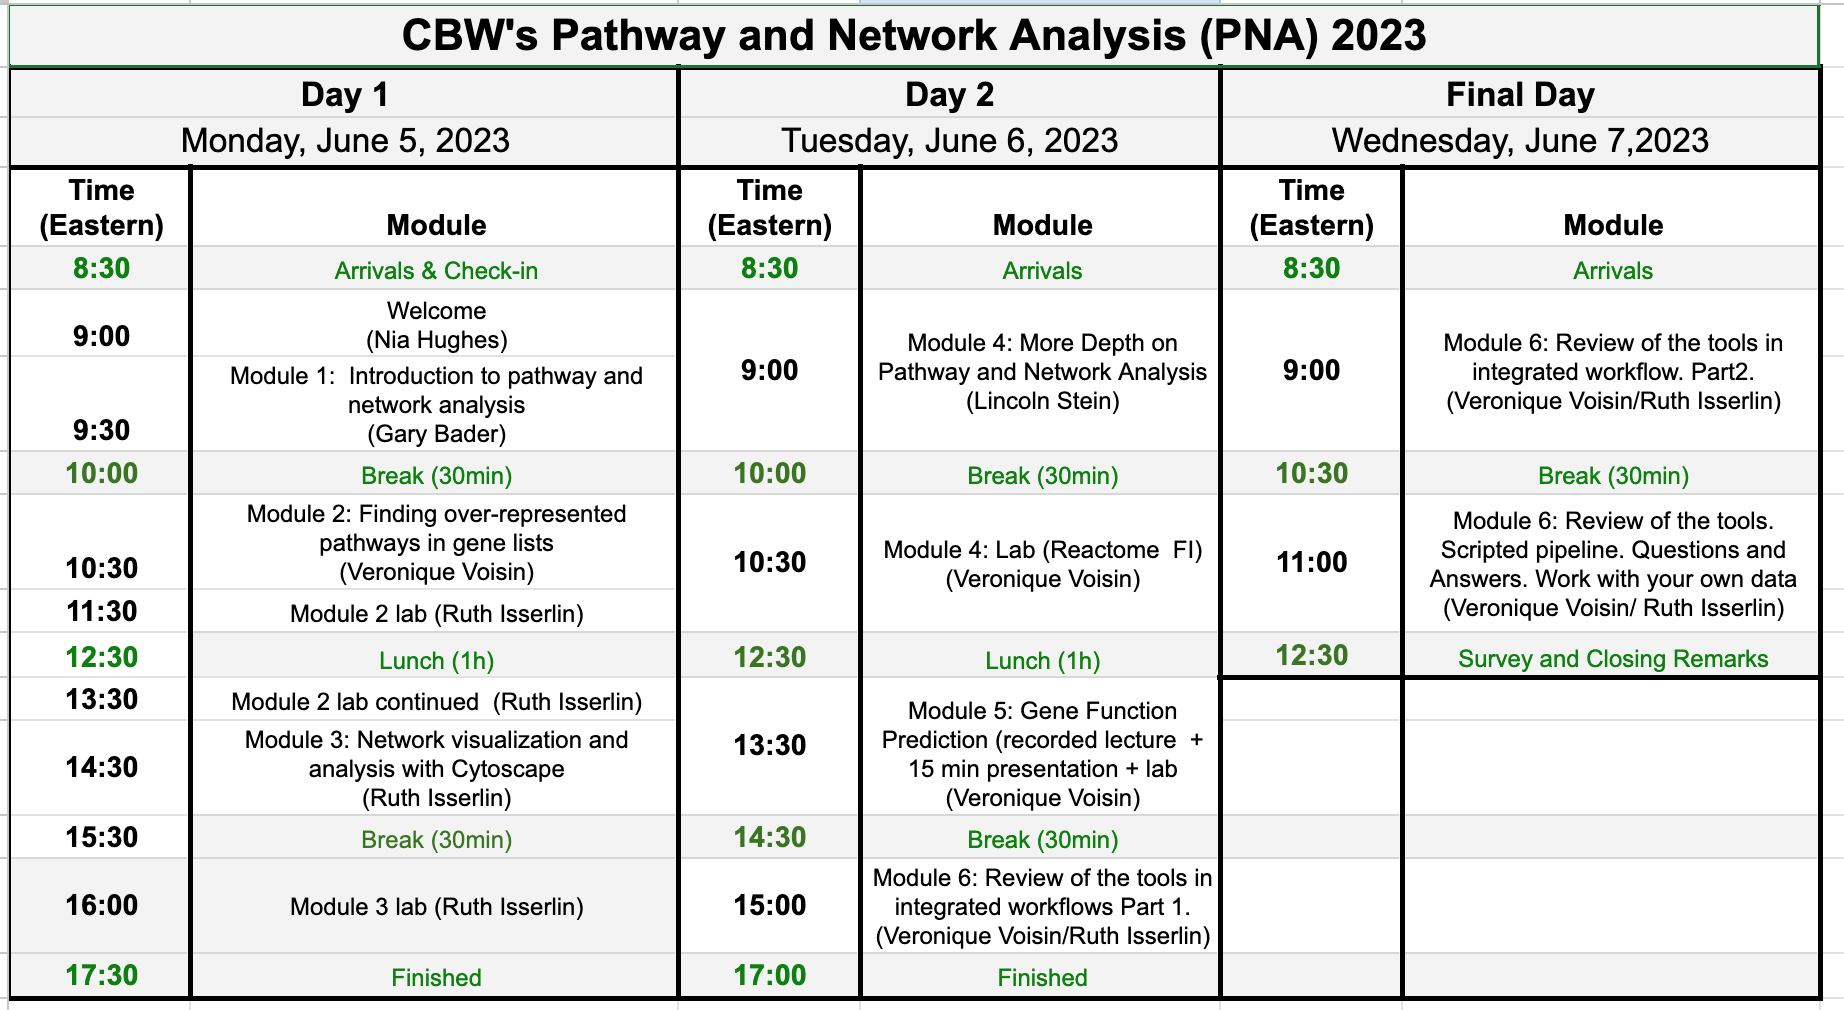 CBW's Pathway and Network Analysis (PNA) 2023
Day 1
Monday, June 5, 2023
Time
(Eastern)
Module
8:30
Arrivals & Check-in
9:00
Welcome
(Nia Hughes)
9:30
Module 1:  Introduction to pathway and
network analysis
(Gary Bader)
10:00
Break (30min)
10:30
Module 2: Finding over-represented
pathways in gene lists
(Veronique Voisin)
11:30
Module 2 lab (Ruth Isserlin)
12:30
Lunch (1h)
13:30
Module 2 lab continued  (Ruth Isserlin)
14:30
Module 3: Network visualization and
analysis with Cytoscape
(Ruth Isserlin)
15:30
Break (30min)
16:00
Module 3 lab (Ruth Isserlin)
17:30
Finished
Day 2
Tuesday, June 6, 2023
Time
(Eastern)
Module
8:30
Arrivals
9:00
Module 4: More Depth on
Pathway and Network Analysis
(Lincoln Stein)
10:00
Break (30min)
10:30
Module 4: Lab (Reactome  FI)
(Veronique Voisin)
12:30
Lunch (1h)
13:30
Module 5: Gene Function
Prediction (recorded lecture  +
15 min presentation + lab
(Veronique Voisin)
14:30
Break (30min)
15:00
Module 6: Review of the tools in
integrated workflows Part 1.
(Veronique Voisin/Ruth Isserlin)
17:00
Finished
Final Day
Wednesday, June 7,2023
Time
(Eastern)
Module
8:30
Arrivals
9:00
Module 6: Review of the tools in
integrated workflow. Part2.
(Veronique Voisin/Ruth Isserlin)
10:30
Break (30min)
11:00
Module 6: Review of the tools.
Scripted pipeline. Questions and
Answers. Work with your own data
(Veronique Voisin/ Ruth Isserlin)
12:30
Survey and Closing Remarks